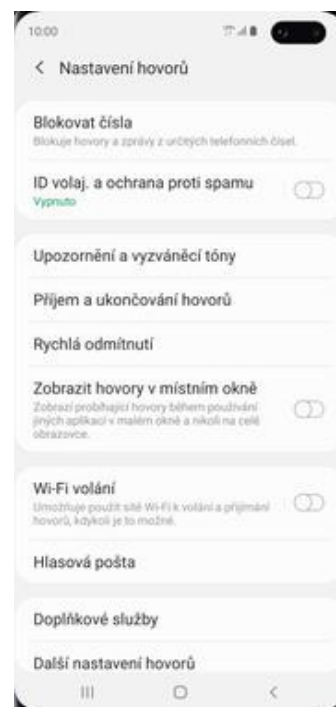 10:00
Nastavení hovorů
Blokovat čísla
Blokuje hovory a zprávy z určitých telefonních čísel.
ID volaj. a ochrana proti spamu
Vypnuto
Upozornění a vyzváněcí tóny
Příjem a ukončování hovorů
Rychlá odmítnutí
Zobrazit hovory v místním okně
Zobrazí probíhající hovory během používání
jiných aplikací v malém okně a nikoli na celé
obrazovce.
Wi-Fi volání
Umožňuje použít sítě Wi-Fi k volání a přijímání
hovorů, kdykoli je to možné.
Hlasová pošta
Doplňkové služby
Další nastavení hovorů